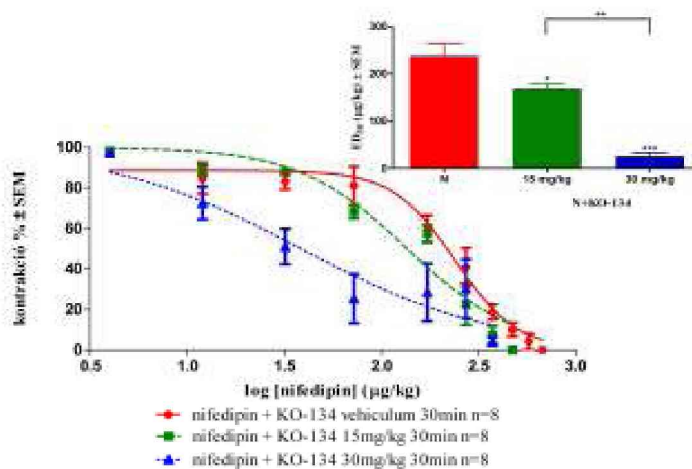 **
300
200
100
0
ED50 (µg/kg) ± SEM
*
***
N
15 mg/kg
30 mg/kg
N+KO-134
100
80
60
40
20
0
kontrakció % ± SEM
0.5 1.0 1.5 2.0 2.5 3.0
log [nifedipin] (µg/kg)
nifedipin + KO-134 vehiculum 30min n=8
nifedipin + KO-134 15mg/kg 30min n=8
nifedipin + KO-134 30mg/kg 30min n=8